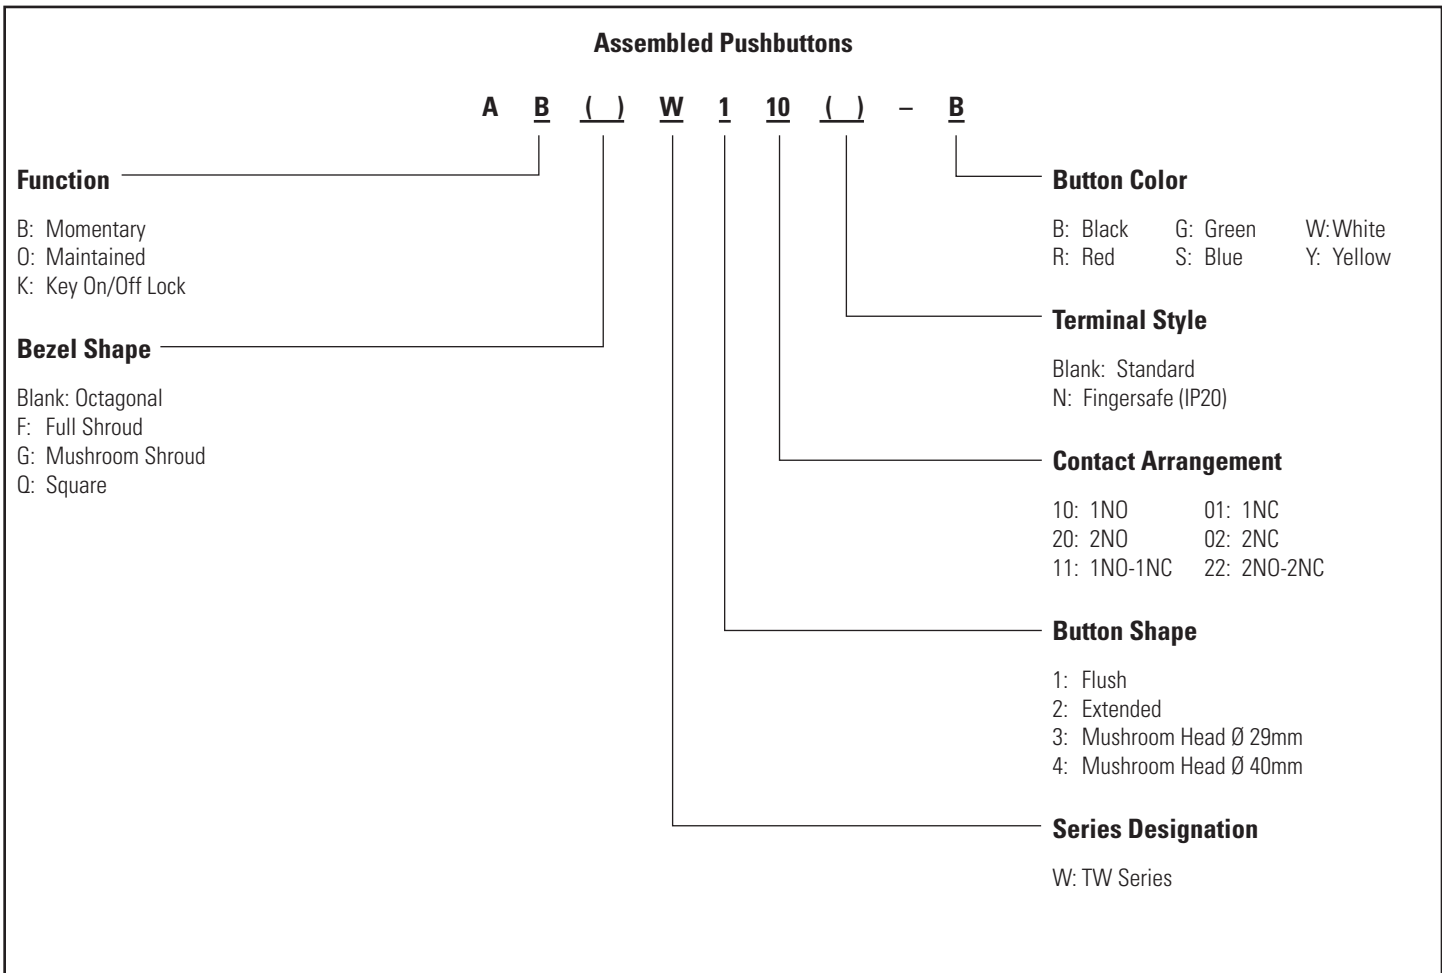 Assembled Pushbuttons
A B ( ) W 1 10 ( ) – B
Function
B: Momentary
O: Maintained
K: Key On/Off Lock
Bezel Shape
Blank: Octagonal
F: Full Shroud
G: Mushroom Shroud
Q: Square
Button Color
B: Black G: Green W: White
R: Red S: Blue Y: Yellow
Terminal Style
Blank: Standard
N: Fingersafe (IP20)
Contact Arrangement
10: 1NO 01: 1NC
20: 2NO 02: 2NC
11: 1NO-1NC 22: 2NO-2NC
Button Shape
1: Flush
2: Extended
3: Mushroom Head Ø 29mm
4: Mushroom Head Ø 40mm
Series Designation
W: TW Series